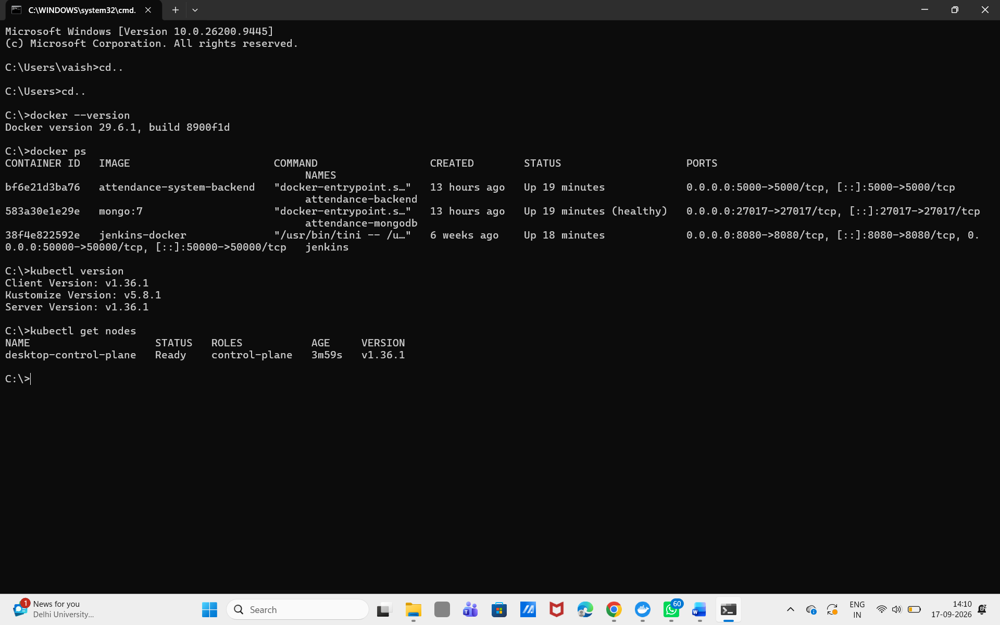 C:\WINDOWS\system32\cmd.
Microsoft Windows [Version 10.0.26200.9445]
(c) Microsoft Corporation. All rights reserved.
C:\Users\vaish>cd..
C:\Users>cd..
C:\>docker --version
Docker version 29.6.1, build 8900f1d
C:\>docker ps
CONTAINER ID   IMAGE                       COMMAND                  CREATED        STATUS                    PORTS
NAMES
bf6e21d3ba76   attendance-system-backend   "docker-entrypoint.s…"   13 hours ago   Up 19 minutes             0.0.0.0:5000->5000/tcp, [::]:5000->5000/tcp
attendance-backend
583a30e1e29e   mongo:7                     "docker-entrypoint.s…"   13 hours ago   Up 19 minutes (healthy)   0.0.0.0:27017->27017/tcp, [::]:27017->27017/tcp
attendance-mongodb
38f4e822592e   jenkins-docker              "/usr/bin/tini -- /u…"   6 weeks ago    Up 18 minutes             0.0.0.0:8080->8080/tcp, [::]:8080->8080/tcp, 0.
0.0.0:50000->50000/tcp, [::]:50000->50000/tcp   jenkins
C:\>kubectl version
Client Version: v1.36.1
Kustomize Version: v5.8.1
Server Version: v1.36.1
C:\>kubectl get nodes
NAME                    STATUS   ROLES           AGE     VERSION
desktop-control-plane   Ready    control-plane   3m59s   v1.36.1
C:\>
1
News for you
Delhi University...
Search
60
ENG
IN
14:10
17-09-2026